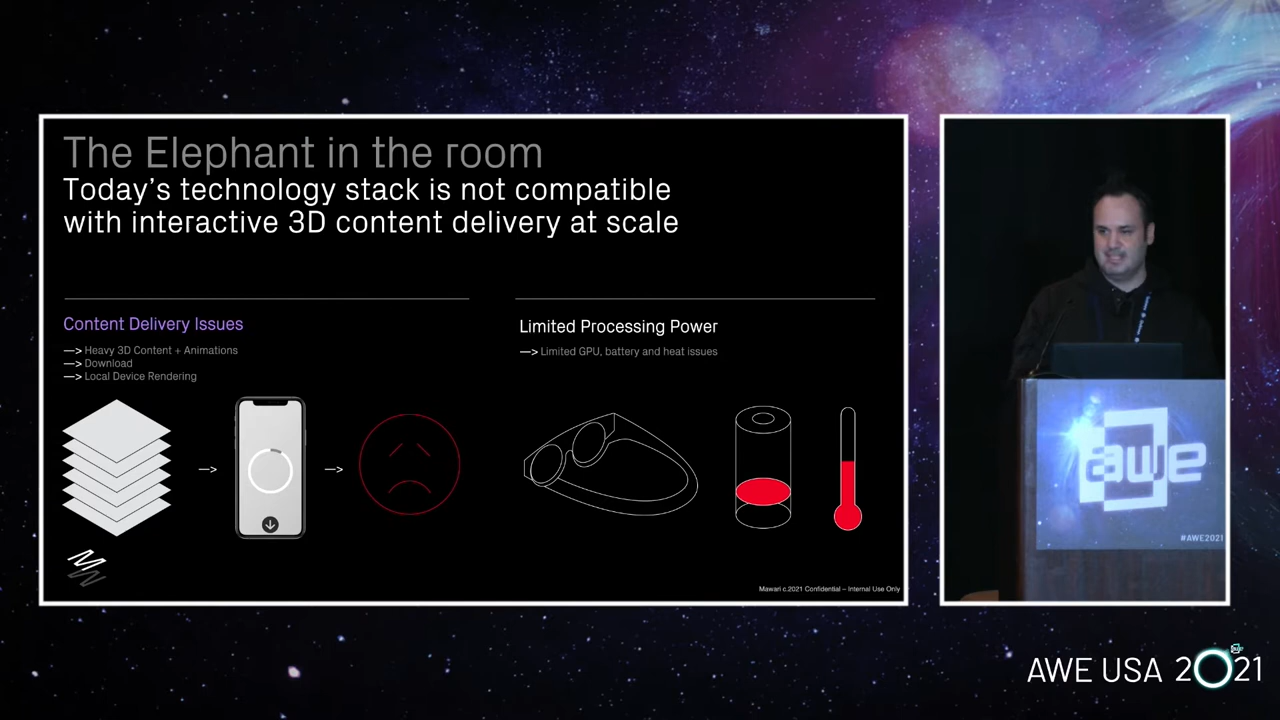 The Elephant in the room
Today's technology stack is not compatible
with interactive 3D content delivery at scale
Content Delivery Issues
—> Heavy 3D Content + Animations
—> Download
—> Local Device Rendering
Limited Processing Power
—> Limited GPU, battery and heat issues
—>
—>
Mawari c.2021 Confidential – Internal Use Only
awe
#AWE2021
AWE USA 2021